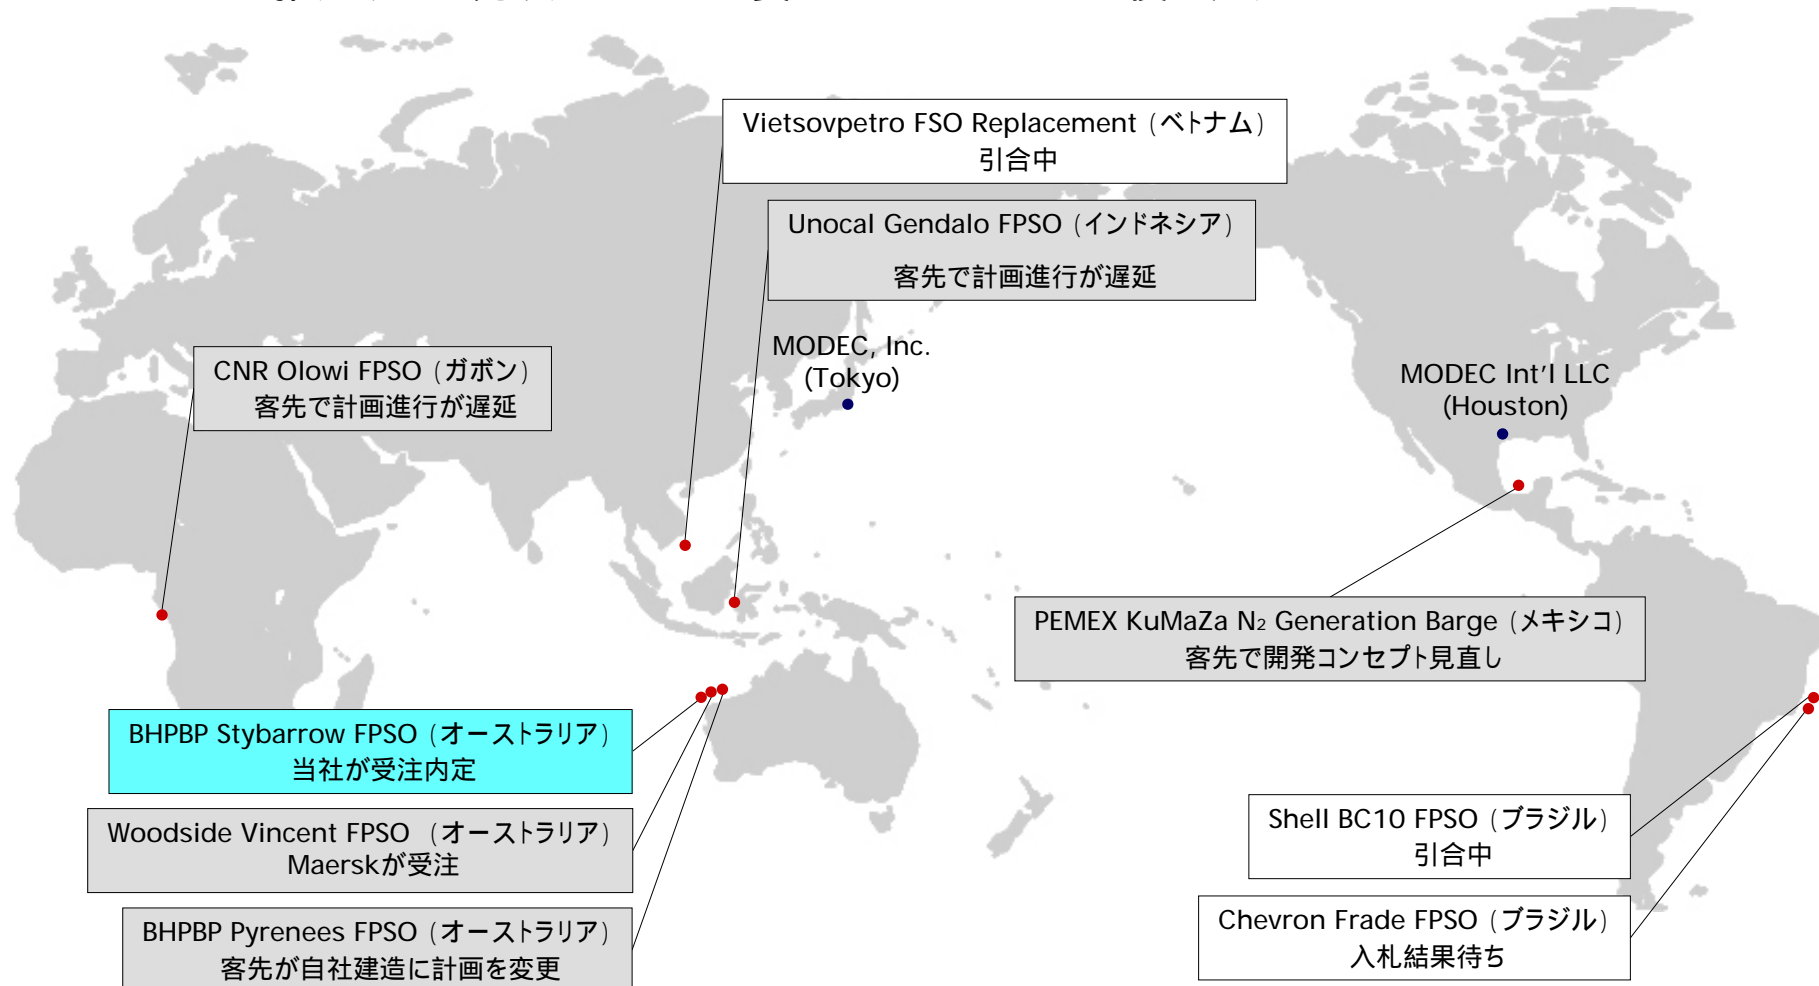 Vietsovpetro FSO Replacement (ベトナム)
引合中
Unocal Gendalo FPSO (インドネシア)
客先で計画進行が遅延
MODEC, Inc.
(Tokyo)
CNR Olowi FPSO (ガボン)
客先で計画進行が遅延
MODEC Int'l LLC
(Houston)
PEMEX KuMaZa N₂ Generation Barge (メキシコ)
客先で開発コンセプト見直し
BHPBP Stybarrow FPSO (オーストラリア)
当社が受注内定
Woodside Vincent FPSO (オーストラリア)
Maerskが受注
BHPBP Pyrenees FPSO (オーストラリア)
客先が自社建造に計画を変更
Shell BC10 FPSO (ブラジル)
引合中
Chevron Frade FPSO (ブラジル)
入札結果待ち